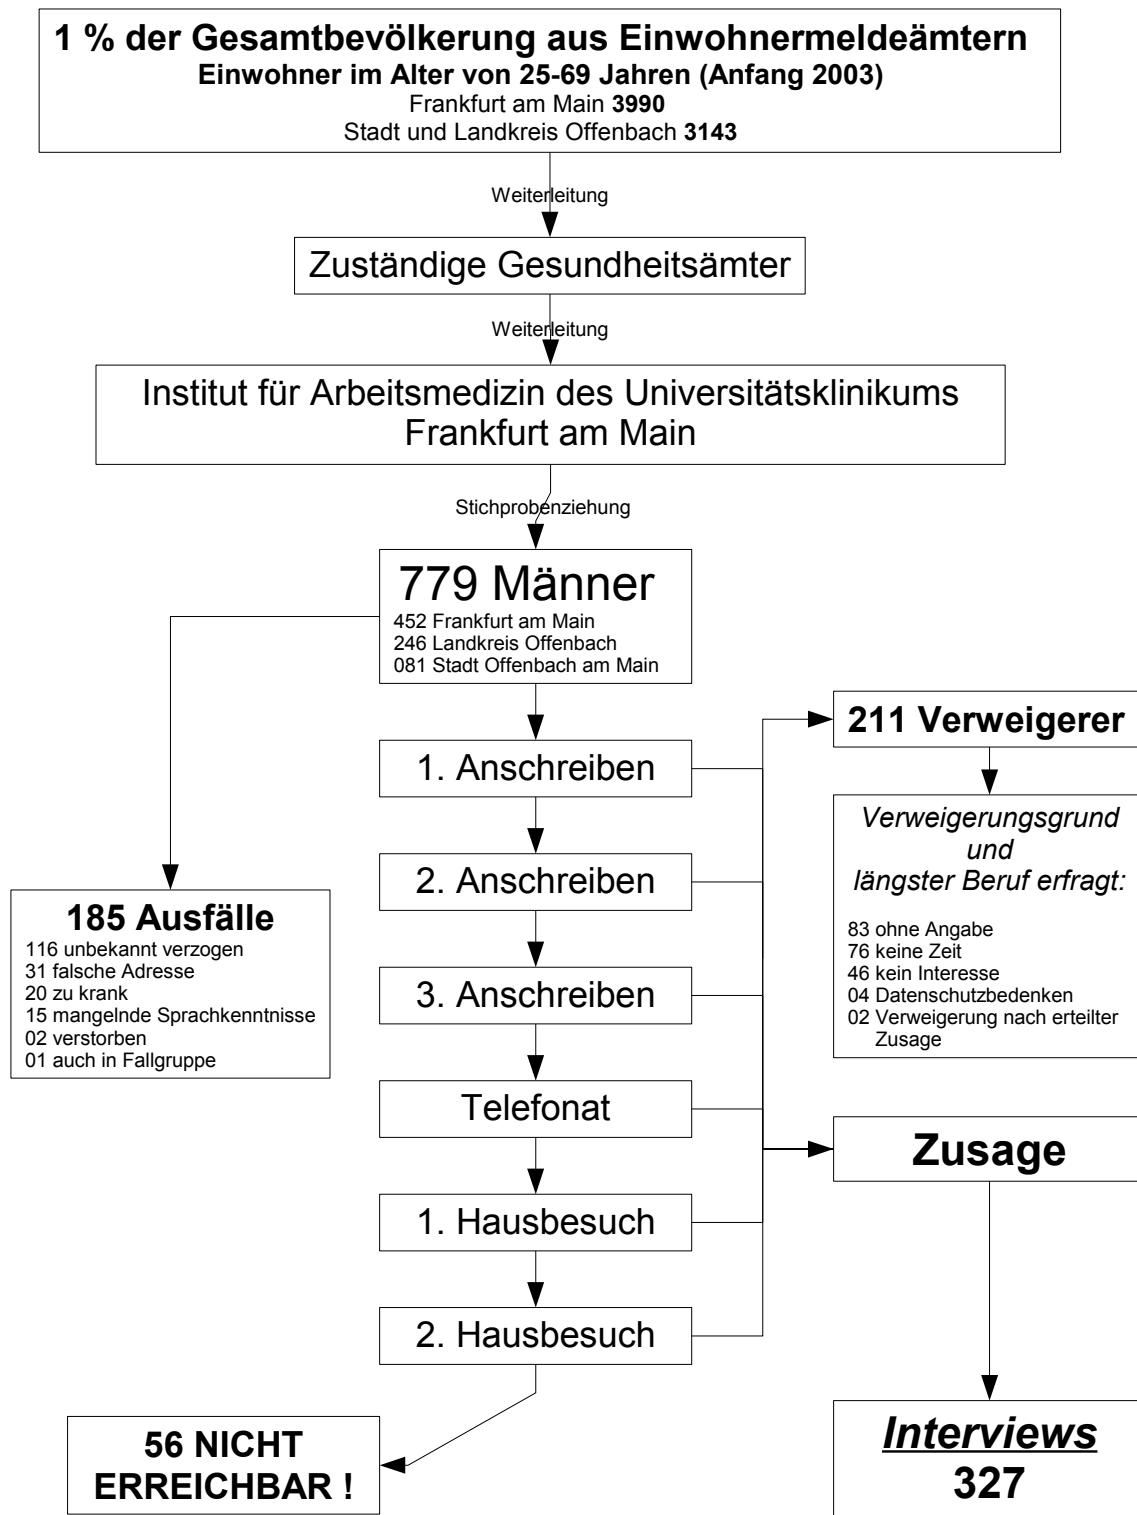 1 % der Gesamtbevölkerung aus Einwohnermeldeämtern
Einwohner im Alter von 25-69 Jahren (Anfang 2003)
Frankfurt am Main 3990
Stadt und Landkreis Offenbach 3143
Weiterleitung
Zuständige Gesundheitsämter
Weiterleitung
Institut für Arbeitsmedizin des Universitätsklinikums
Frankfurt am Main
Stichprobenziehung
779 Männer
452 Frankfurt am Main
246 Landkreis Offenbach
081 Stadt Offenbach am Main
1. Anschreiben
2. Anschreiben
3. Anschreiben
Telefonat
1. Hausbesuch
2. Hausbesuch
185 Ausfälle
116 unbekannt verzogen
31 falsche Adresse
20 zu krank
15 mangelnde Sprachkenntnisse
02 verstorben
01 auch in Fallgruppe
211 Verweigerer
Verweigerungsgrund
und
längster Beruf erfragt:
83 ohne Angabe
76 keine Zeit
46 kein Interesse
04 Datenschutzbedenken
02 Verweigerung nach erteilter
Zusage
Zusage
56 NICHT
ERREICHBAR !
Interviews
327